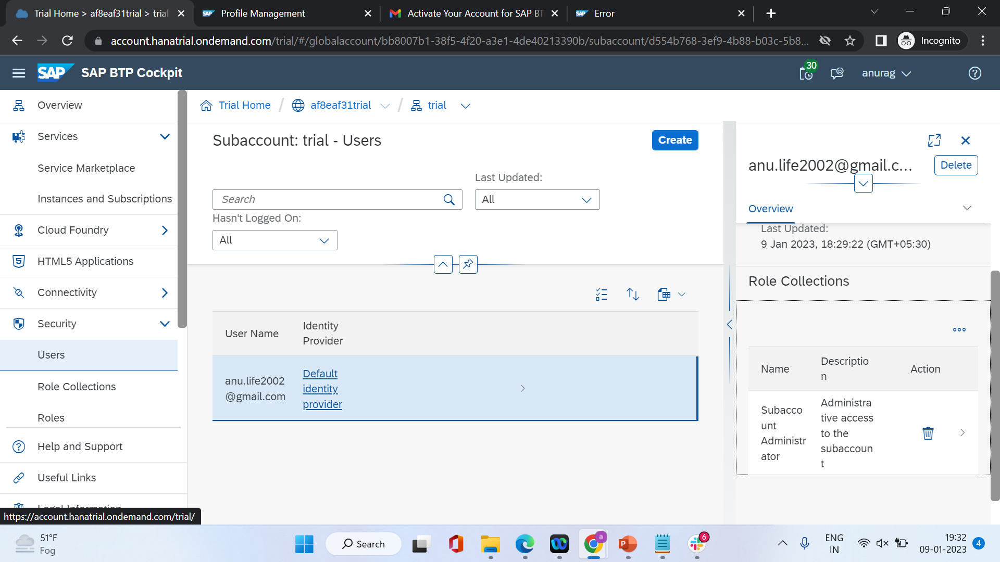 Trial Home > af8eaf31trial > trial
Profile Management
Activate Your Account for SAP BT
Error
account.hanatrial.ondemand.com/trial/#/globalaccount/bb8007b1-38f5-4f20-a3e1-4de40213390b/subaccount/d554b768-3ef9-4b88-b03c-5b8...
Incognito
SAP
SAP BTP Cockpit
30
anurag
Overview
Services
Service Marketplace
Instances and Subscriptions
Cloud Foundry
HTML5 Applications
Connectivity
Security
Users
Role Collections
Roles
Help and Support
Useful Links
Legal Information
https://account.hanatrial.ondemand.com/trial/
Trial Home / af8eaf31trial / trial
Subaccount: trial - Users
Create
Last Updated:
Search
All
Hasn't Logged On:
All
User Name
Identity
Provider
anu.life2002
@gmail.com
Default
identity
provider
anu.life2002@gmail.c...
Delete
Overview
Last Updated:
9 Jan 2023, 18:29:22 (GMT+05:30)
Role Collections
Name
Descriptio
n
Action
Subacco
unt
Administr
ator
Administra
tive access
to the
subaccoun
t
51°F
Fog
Search
a
6
ENG
IN
19:32
09-01-2023
4